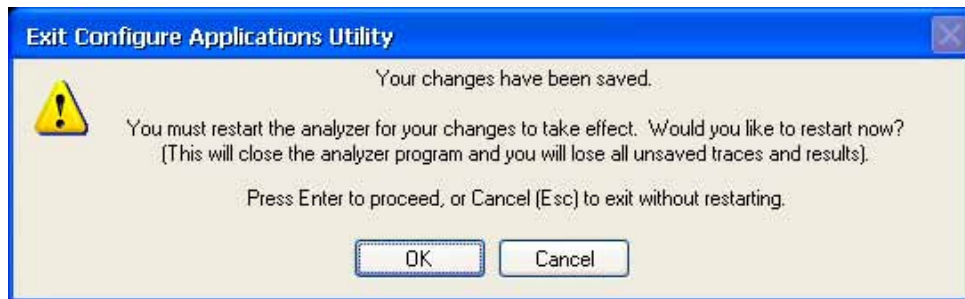 Exit Configure Applications Utility
Your changes have been saved.
You must restart the analyzer for your changes to take effect. Would you like to restart now?
(This will close the analyzer program and you will lose all unsaved traces and results).
Press Enter to proceed, or Cancel (Esc) to exit without restarting.
OK Cancel